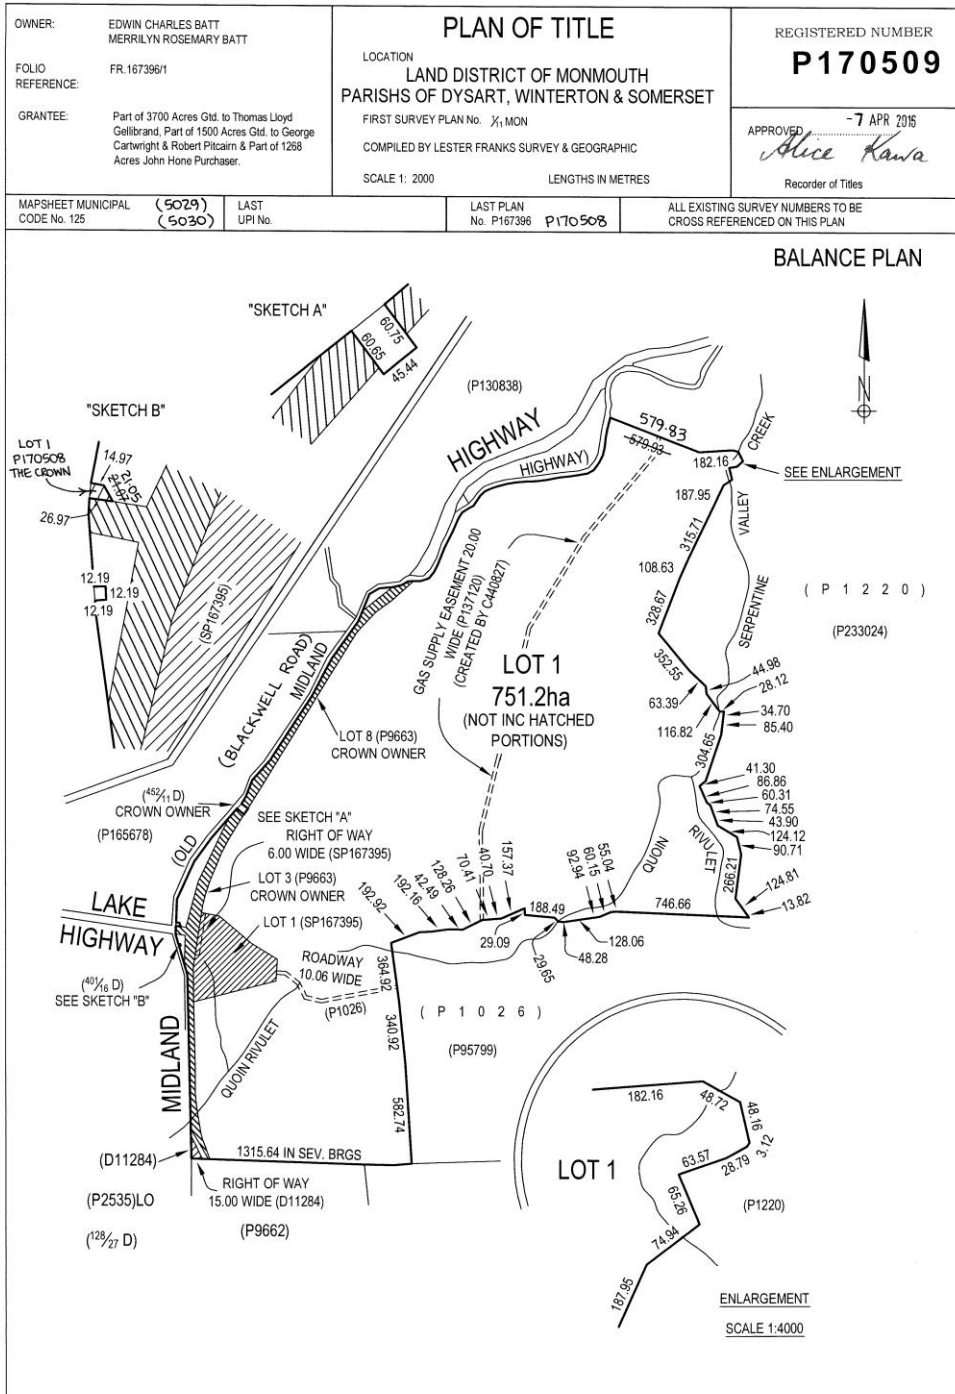 OWNER: EDWIN CHARLES BATT
MERRILYN ROSEMARY BATT
FOLIO REFERENCE: FR.167396/1
GRANTEE: Part of 3700 Acres Gtd. to Thomas Lloyd
Gellibrand, Part of 1500 Acres Gtd. to George
Cartwright & Robert Pitcairn & Part of 1268
Acres John Hone Purchaser.
PLAN OF TITLE
LOCATION
LAND DISTRICT OF MONMOUTH
PARISHS OF DYSART, WINTERTON & SOMERSET
FIRST SURVEY PLAN No. 1/11 MON
COMPILED BY LESTER FRANKS SURVEY & GEOGRAPHIC
SCALE 1: 2000 LENGTHS IN METRES
REGISTERED NUMBER
P170509
APPROVED -7 APR 2016
Alice Kawa
Recorder of Titles
MAPSHEET MUNICIPAL (5029)
CODE No. 125 (5030)
LAST
UPI No.
LAST PLAN
No. P167396 P170508
ALL EXISTING SURVEY NUMBERS TO BE
CROSS REFERENCED ON THIS PLAN
BALANCE PLAN
"SKETCH A"
60.75
60.65
45.44
"SKETCH B"
LOT 1
P170508
THE CROWN
14.97
21.05
26.97
12.19
12.19
12.19
(SP167395)
(P130838)
HIGHWAY
HIGHWAY)
579.83
579.93
182.16
CREEK
SEE ENLARGEMENT
N
187.95
VALLEY
315.71
108.63
328.67
SERPENTINE
( P 1 2 2 0 )
(P233024)
352.55
63.39
44.98
28.12
34.70
85.40
116.82
304.65
41.30
86.86
60.31
74.55
43.90
124.12
90.71
266.21
124.81
13.82
GAS SUPPLY EASEMENT 20.00
WIDE (P137120)
(CREATED BY C440827)
LOT 1
751.2ha
(NOT INC HATCHED
PORTIONS)
(BLACKWELL ROAD)
MIDLAND
LOT 8 (P9663)
CROWN OWNER
(452/11 D)
CROWN OWNER
(P165678)
(OLD
SEE SKETCH "A"
RIGHT OF WAY
6.00 WIDE (SP167395)
LOT 3 (P9663)
CROWN OWNER
LOT 1 (SP167395)
LAKE
HIGHWAY
(401/16 D)
SEE SKETCH "B"
ROADWAY
10.06 WIDE
(P1026)
QUOIN RIVULET
192.92
192.16
42.49
128.26
70.41
40.70
157.37
29.09
188.49
29.65
48.28
92.94
60.15
55.04
128.06
746.66
QUOIN
RIVULET
364.92
340.92
582.74
( P 1 0 2 6 )
(P95799)
MIDLAND
1315.64 IN SEV. BRGS
(D11284)
RIGHT OF WAY
15.00 WIDE (D11284)
(P2535)LO
(P9662)
(128/27 D)
182.16
48.72
48.16
3.12
28.79
63.57
65.26
74.94
187.95
LOT 1
(P1220)
ENLARGEMENT
SCALE 1:4000